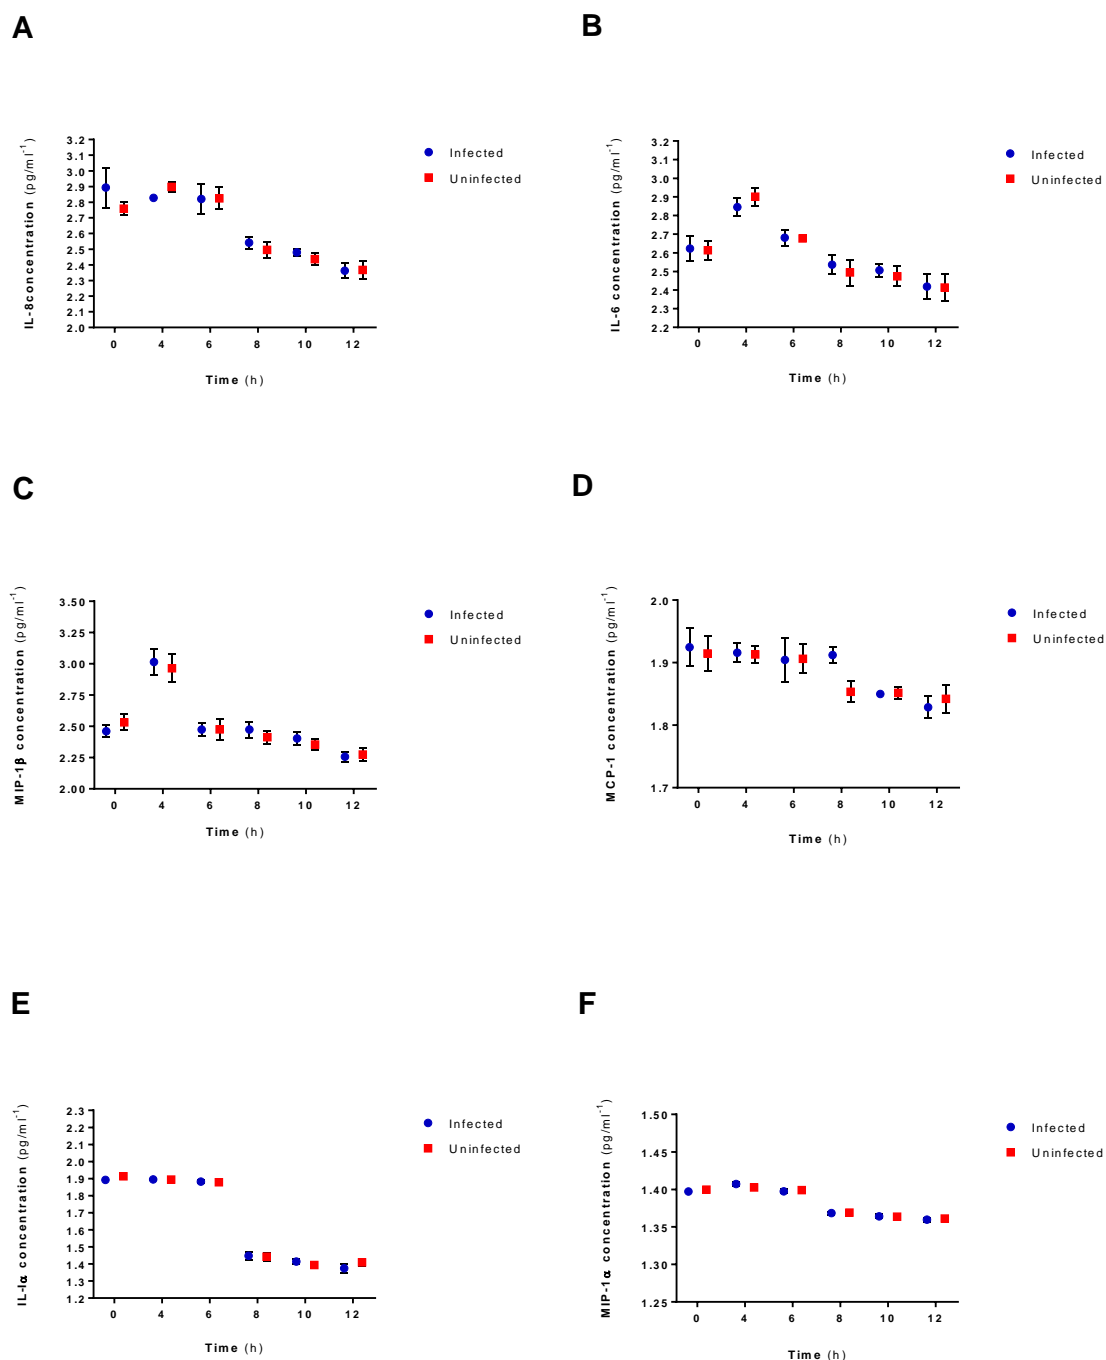 A
IL-8concentration (pg/ml-1)
3.2
3.1
3.0
2.9
2.8
2.7
2.6
2.5
2.4
2.3
2.2
2.1
2.0
0 4 6 8 10 12
Time (h)
Infected
Uninfected
B
IL-6 concentration (pg/ml-1)
3.2
3.1
3.0
2.9
2.8
2.7
2.6
2.5
2.4
2.3
2.2
0 4 6 8 10 12
Time (h)
Infected
Uninfected
C
MIP-1β concentration (pg/ml-1)
3.50
3.25
3.00
2.75
2.50
2.25
2.00
0 4 6 8 10 12
Time (h)
Infected
Uninfected
D
MCP-1 concentration (pg/ml-1)
2.0
1.9
1.8
1.7
0 4 6 8 10 12
Time (h)
Infected
Uninfected
E
IL-Iα concentration (pg/ml-1)
2.3
2.2
2.1
2.0
1.9
1.8
1.7
1.6
1.5
1.4
1.3
1.2
0 4 6 8 10 12
Time (h)
Infected
Uninfected
F
MIP-1α concentration (pg/ml-1)
1.50
1.45
1.40
1.35
1.30
1.25
0 4 6 8 10 12
Time (h)
Infected
Uninfected